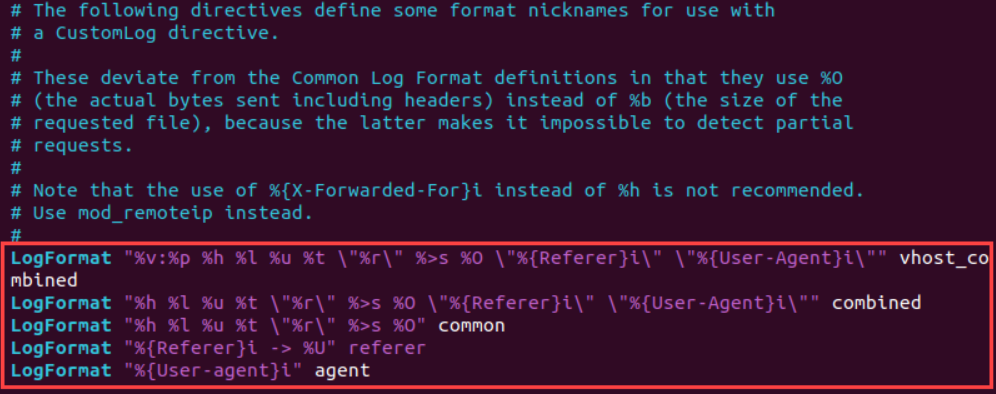 # The following directives define some format nicknames for use with
# a CustomLog directive.
#
# These deviate from the Common Log Format definitions in that they use %O
# (the actual bytes sent including headers) instead of %b (the size of the
# requested file), because the latter makes it impossible to detect partial
# requests.
#
# Note that the use of %{X-Forwarded-For}i instead of %h is not recommended.
# Use mod_remoteip instead.
#
LogFormat "%v:%p %h %l %u %t \"%r\" %>s %O \"%{Referer}i\" \"%{User-Agent}i\"" vhost_co
mbined
LogFormat "%h %l %u %t \"%r\" %>s %O \"%{Referer}i\" \"%{User-Agent}i\"" combined
LogFormat "%h %l %u %t \"%r\" %>s %O" common
LogFormat "%{Referer}i -> %U" referer
LogFormat "%{User-agent}i" agent